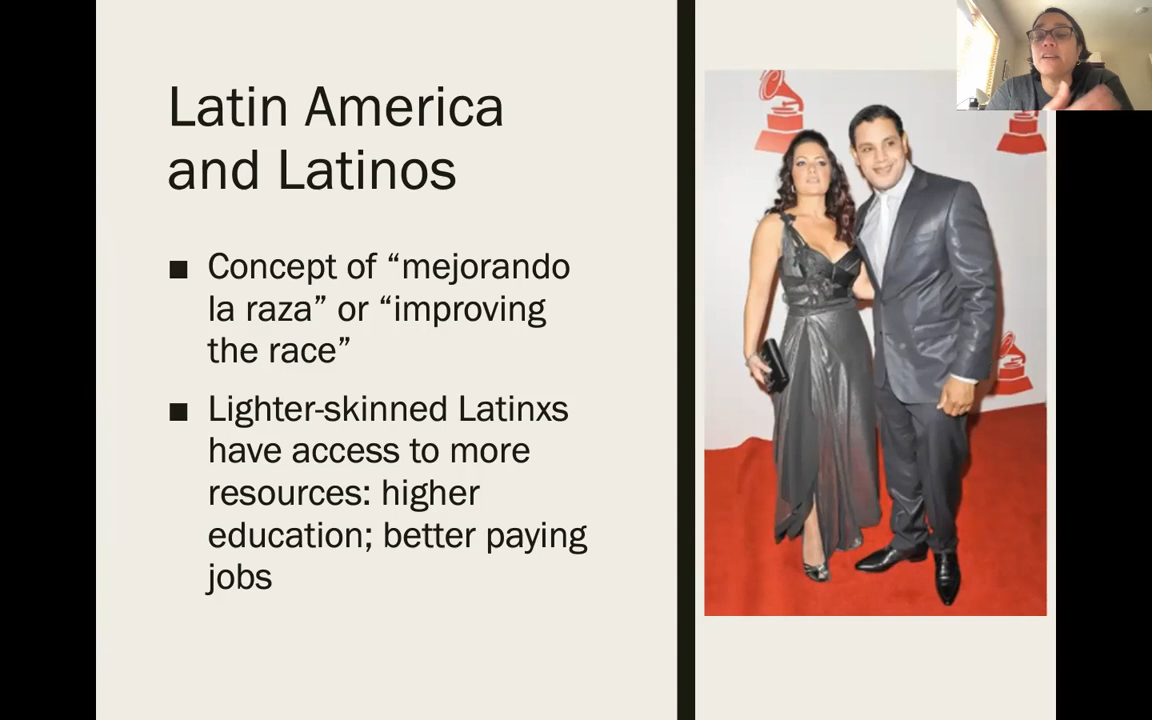 Latin America
and Latinos
■ Concept of “mejorando
la raza” or “improving
the race”
■ Lighter-skinned Latinxs
have access to more
resources: higher
education; better paying
jobs